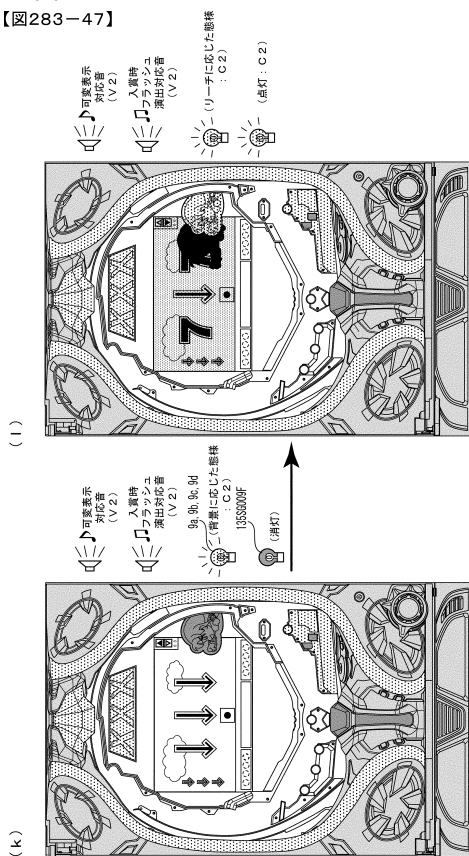 【図283-47】
(k)
♪可変表示
対応音
(V2)
入賞時
♫フラッシュ
演出対応音
(V2)
9a,9b,9c,9d
(背景に応じた態様
:C2)
135SG009F
(消灯)
(l)
♪可変表示
対応音
(V2)
入賞時
♫フラッシュ
演出対応音
(V2)
(リーチに応じた態様
:C2)
(点灯:C2)
7